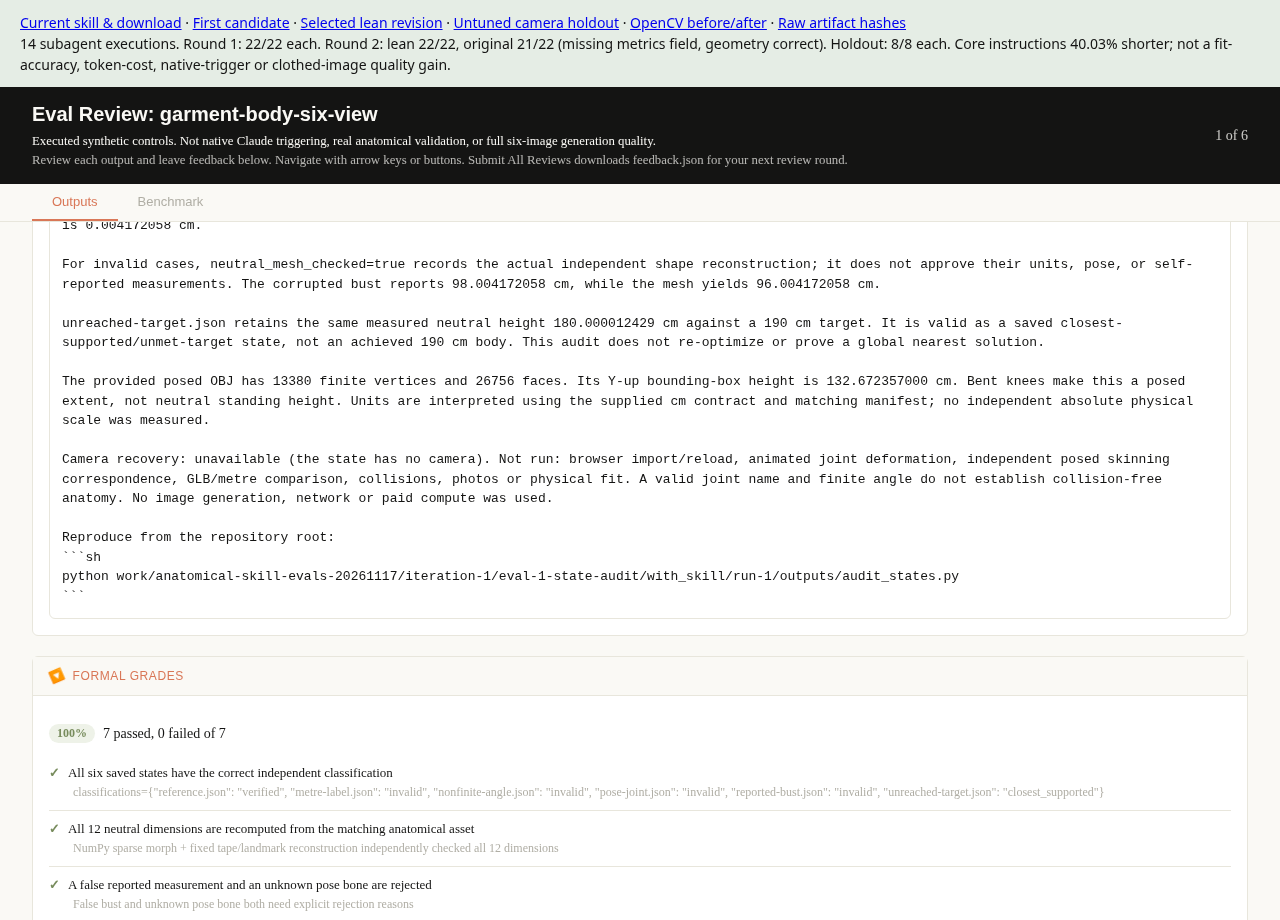 Current skill & download · First candidate · Selected lean revision · Untuned camera holdout · OpenCV before/after · Raw artifact hashes
14 subagent executions. Round 1: 22/22 each. Round 2: lean 22/22, original 21/22 (missing metrics field, geometry correct). Holdout: 8/8 each. Core instructions 40.03% shorter; not a fit-
accuracy, token-cost, native-trigger or clothed-image quality gain.
Eval Review: garment-body-six-view
Executed synthetic controls. Not native Claude triggering, real anatomical validation, or full six-image generation quality.
1 of 6
Review each output and leave feedback below. Navigate with arrow keys or buttons. Submit All Reviews downloads feedback.json for your next review round.
Outputs
Benchmark
is 0.004172058 cm.
For invalid cases, neutral_mesh_checked=true records the actual independent shape reconstruction; it does not approve their units, pose, or self-
reported measurements. The corrupted bust reports 98.004172058 cm, while the mesh yields 96.004172058 cm.
unreached-target.json retains the same measured neutral height 180.000012429 cm against a 190 cm target. It is valid as a saved closest-
supported/unmet-target state, not an achieved 190 cm body. This audit does not re-optimize or prove a global nearest solution.
The provided posed OBJ has 13380 finite vertices and 26756 faces. Its Y-up bounding-box height is 132.672357000 cm. Bent knees make this a posed
extent, not neutral standing height. Units are interpreted using the supplied cm contract and matching manifest; no independent absolute physical
scale was measured.
Camera recovery: unavailable (the state has no camera). Not run: browser import/reload, animated joint deformation, independent posed skinning
correspondence, GLB/metre comparison, collisions, photos or physical fit. A valid joint name and finite angle do not establish collision-free
anatomy. No image generation, network or paid compute was used.
Reproduce from the repository root:
```sh
python work/anatomical-skill-evals-20261117/iteration-1/eval-1-state-audit/with_skill/run-1/outputs/audit_states.py
```
FORMAL GRADES
100% 7 passed, 0 failed of 7
✓ All six saved states have the correct independent classification
classifications={"reference.json": "verified", "metre-label.json": "invalid", "nonfinite-angle.json": "invalid", "pose-joint.json": "invalid", "reported-bust.json": "invalid", "unreached-target.json": "closest_supported"}
✓ All 12 neutral dimensions are recomputed from the matching anatomical asset
NumPy sparse morph + fixed tape/landmark reconstruction independently checked all 12 dimensions
✓ A false reported measurement and an unknown pose bone are rejected
False bust and unknown pose bone both need explicit rejection reasons